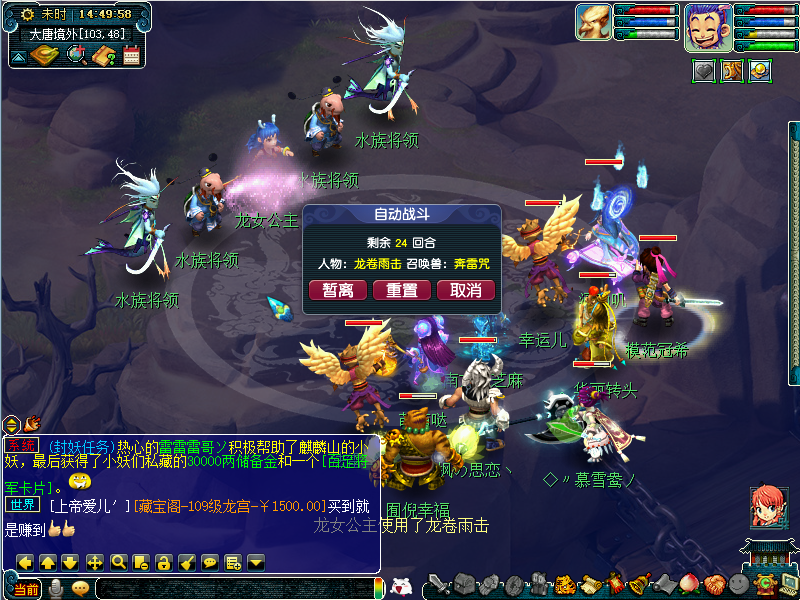 未时 14:49:58
大唐境外[103,48]
水族将领
水族将领
龙女公主
水族将领
水族将领
自动战斗
剩余 24 回合
人物: 龙卷雨击 召唤兽: 奔雷咒
暂离 重置 取消
幸运儿
模范冠希
华丽转头
芝麻
风の思恋丶
◇〃慕雪鸯ノ
系统 (封妖任务)热心的雷雷雷哥ソ积极帮助了麒麟山的小
妖，最后获得了小妖们私藏的30000两储备金和一个[百足将
军卡片]。
世界 [上帝爱儿′][藏宝阁-109级龙宫-￥1500.00]买到就
是赚到
龙女公主使用了龙卷雨击
当前